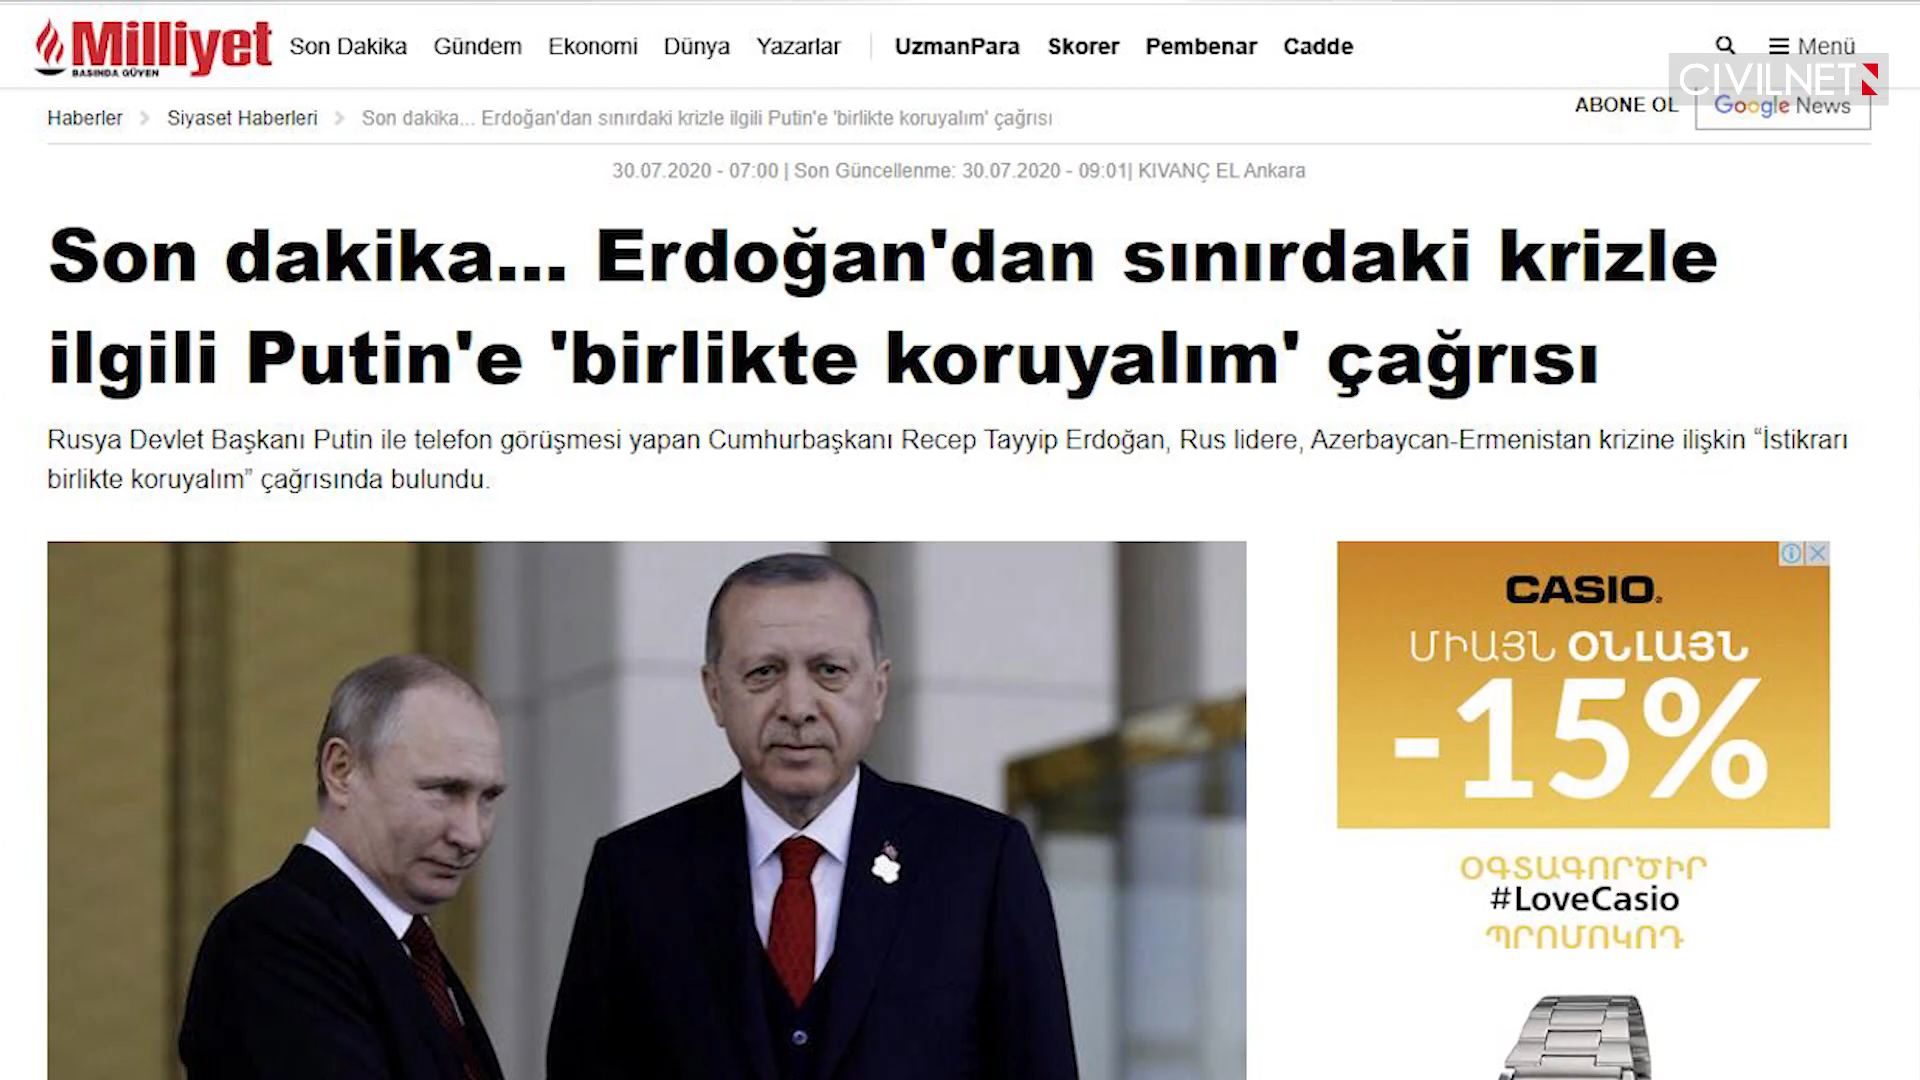 Milliyet
BASINDA GÜVEN
Son Dakika Gündem Ekonomi Dünya Yazarlar UzmanPara Skorer Pembenar Cadde Menü
CIVILNET
Haberler Siyaset Haberleri Son dakika... Erdoğan'dan sınırdaki krizle ilgili Putin'e 'birlikte koruyalım' çağrısı
ABONE OL Google News
30.07.2020 - 07:00 | Son Güncellenme: 30.07.2020 - 09:01| KIVANÇ EL Ankara
Son dakika... Erdoğan'dan sınırdaki krizle
ilgili Putin'e 'birlikte koruyalım' çağrısı
Rusya Devlet Başkanı Putin ile telefon görüşmesi yapan Cumhurbaşkanı Recep Tayyip Erdoğan, Rus lidere, Azerbaycan-Ermenistan krizine ilişkin “İstikrarı
birlikte koruyalım” çağrısında bulundu.
CASIO
ՄԻԱՅՆ ՕՆԼԱՅՆ
-15%
ՕԳՏԱԳՈՐԾԻՐ
#LoveCasio
ՊՐՈՄՈԿՈԴ